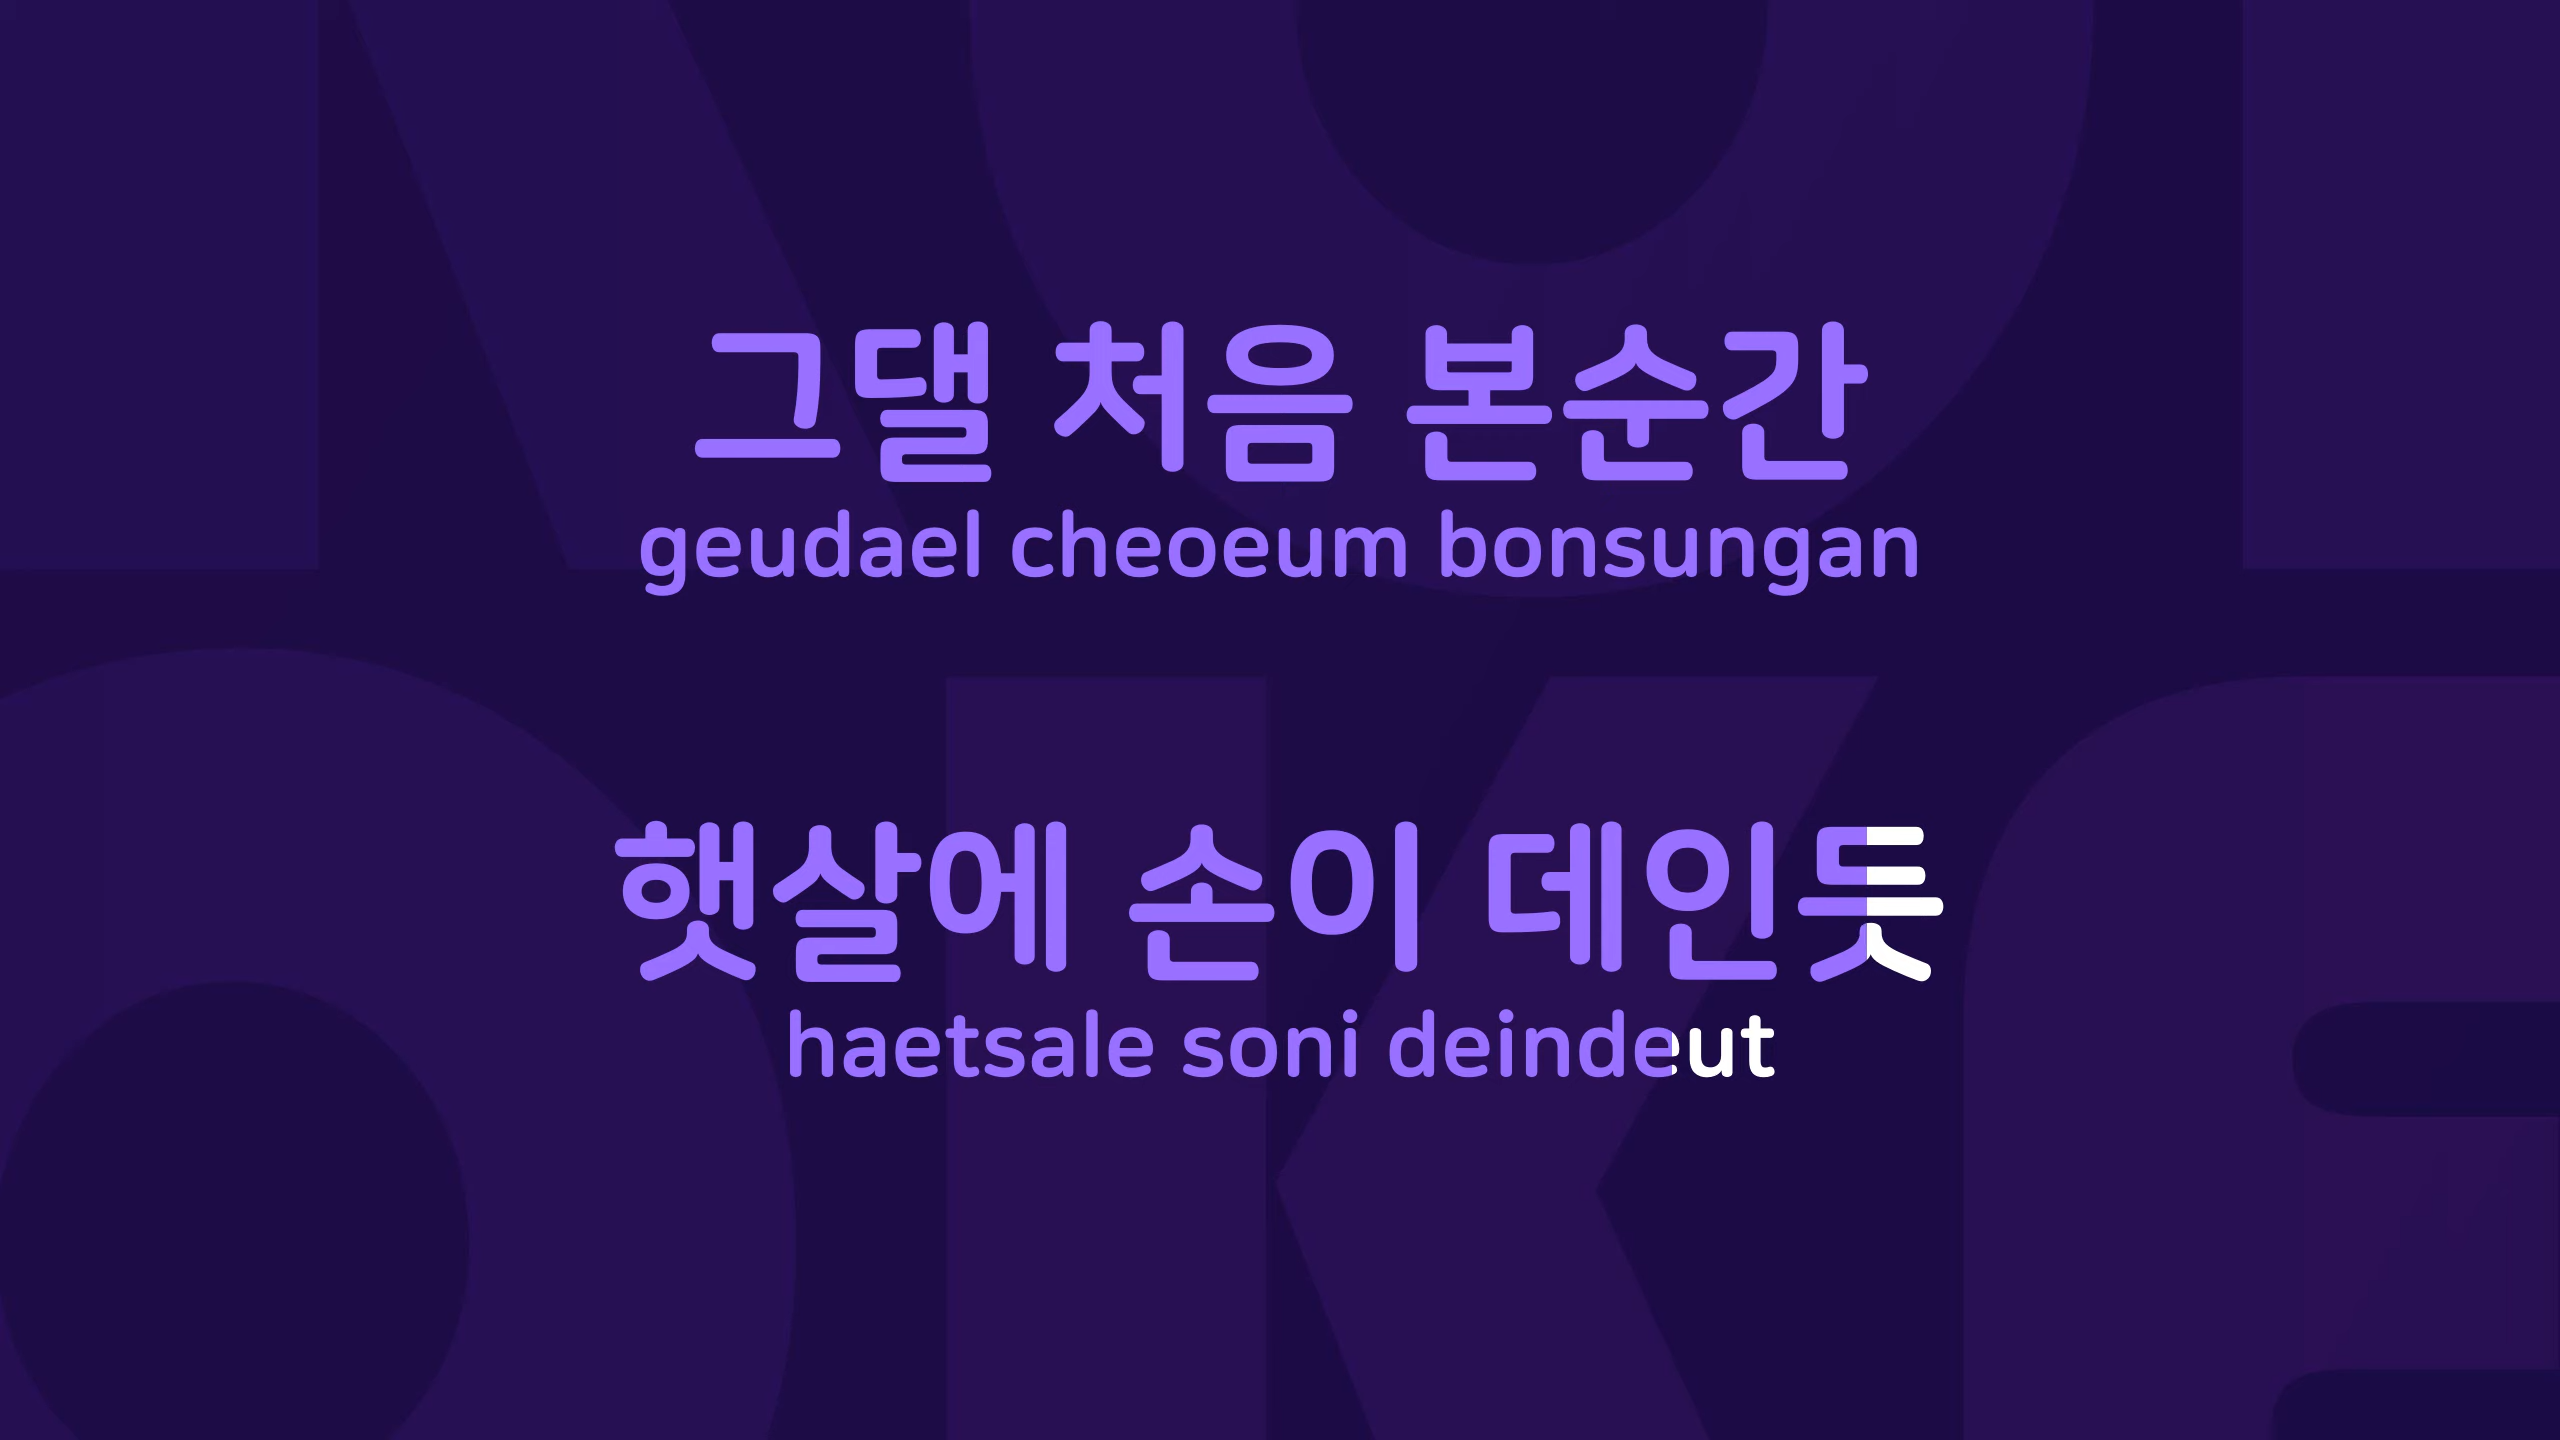 그댈 처음 본순간
geudael cheoeum bonsungan
햇살에 손이 데인듯
haetsale soni deindeut